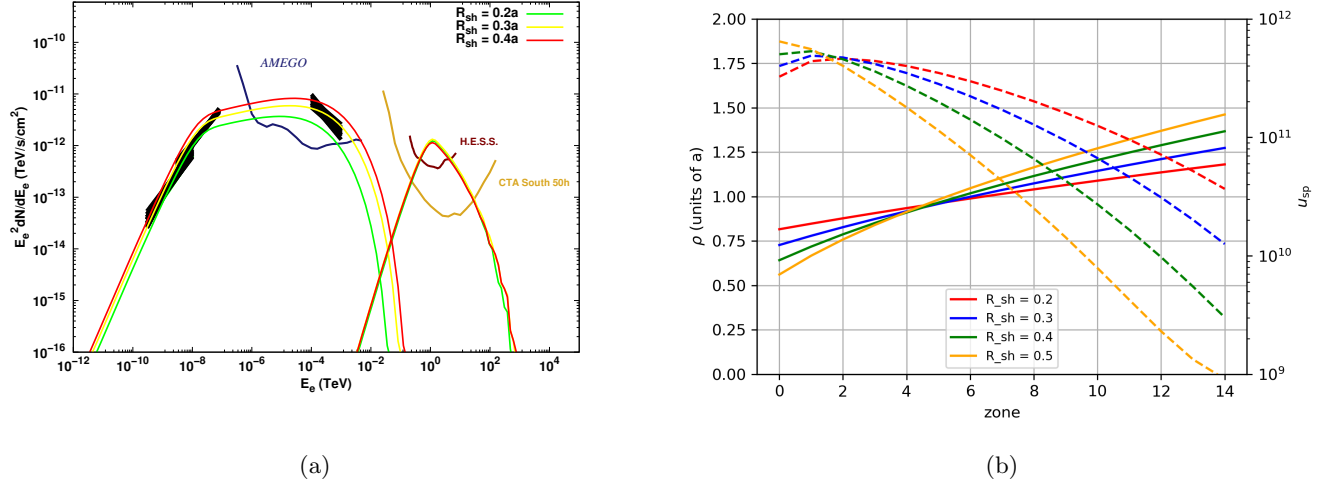 R_sh = 0.2a
R_sh = 0.3a
R_sh = 0.4a
AMEGO
H.E.S.S.
CTA South 50h
10^-10
10^-11
10^-12
10^-13
10^-14
10^-15
10^-16
E_e^2 dN/dE_e (TeV/s/cm^2)
10^-12 10^-10 10^-8 10^-6 10^-4 10^-2 10^0 10^2 10^4
E_e (TeV)
(a)
2.00
1.75
1.50
1.25
1.00
0.75
0.50
0.25
0.00
ρ (units of a)
R_sh = 0.2
R_sh = 0.3
R_sh = 0.4
R_sh = 0.5
0 2 4 6 8 10 12 14
zone
10^12
10^11
10^10
10^9
n_sp
(b)